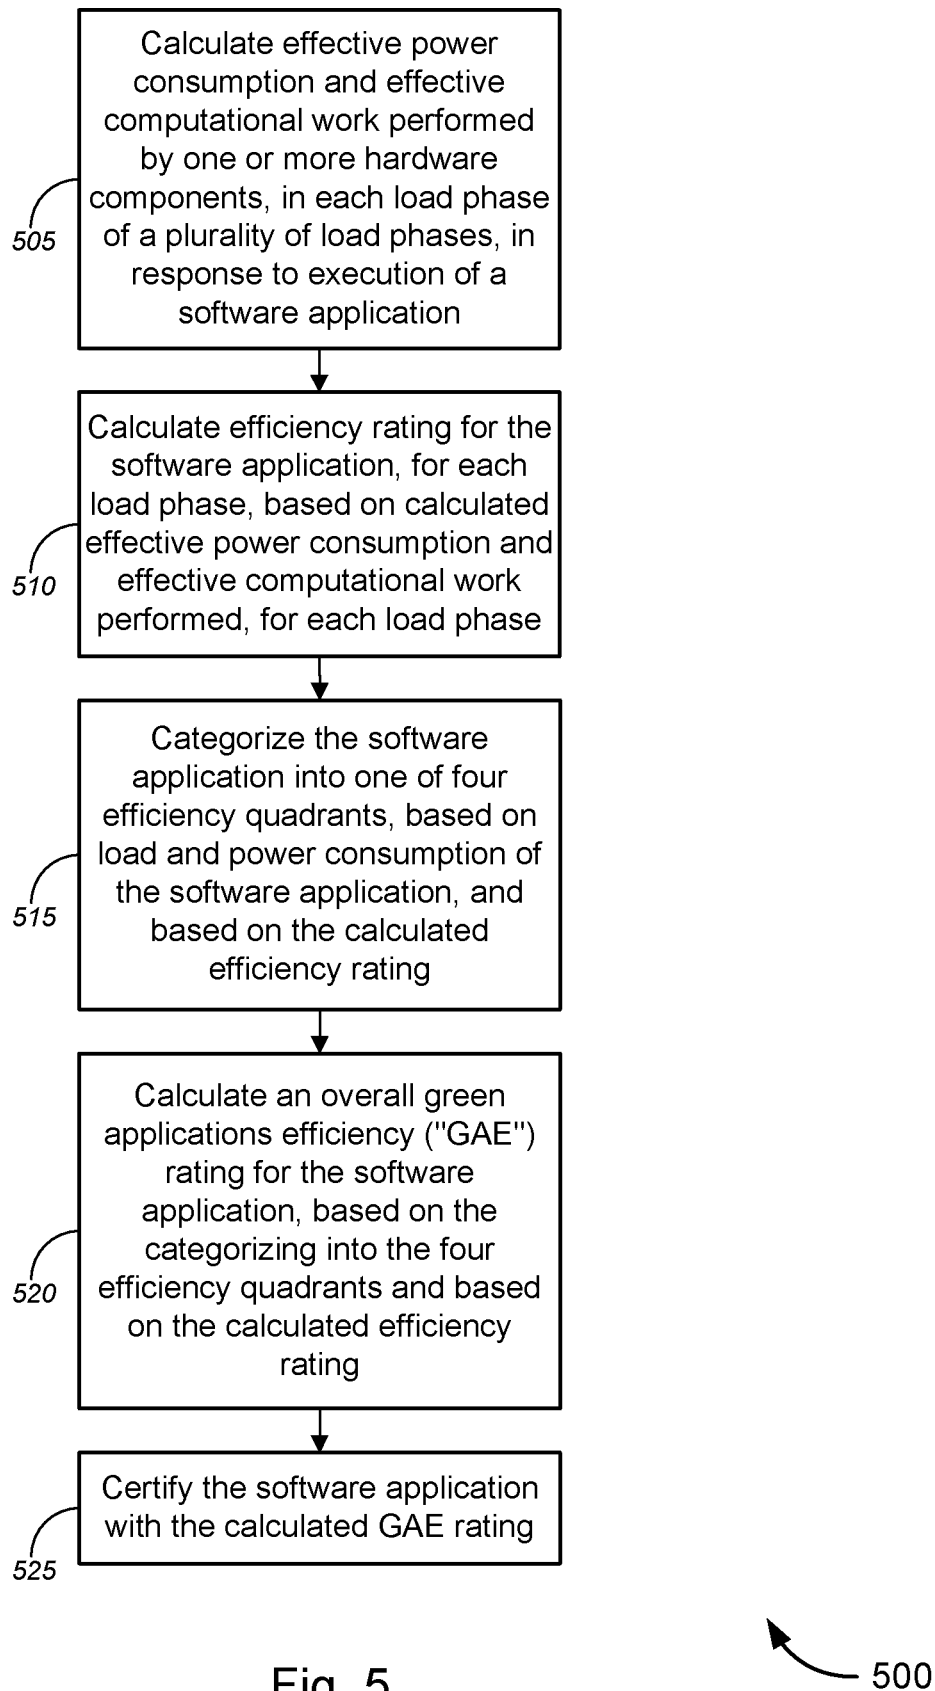 Calculate effective power
consumption and effective
computational work performed
by one or more hardware
components, in each load phase
of a plurality of load phases, in
response to execution of a
software application
505
Calculate efficiency rating for the
software application, for each
load phase, based on calculated
effective power consumption and
effective computational work
performed, for each load phase
510
Categorize the software
application into one of four
efficiency quadrants, based on
load and power consumption of
the software application, and
based on the calculated
efficiency rating
515
Calculate an overall green
applications efficiency ("GAE")
rating for the software
application, based on the
categorizing into the four
efficiency quadrants and based
on the calculated efficiency
rating
520
Certify the software application
with the calculated GAE rating
525
500
Fig. 5